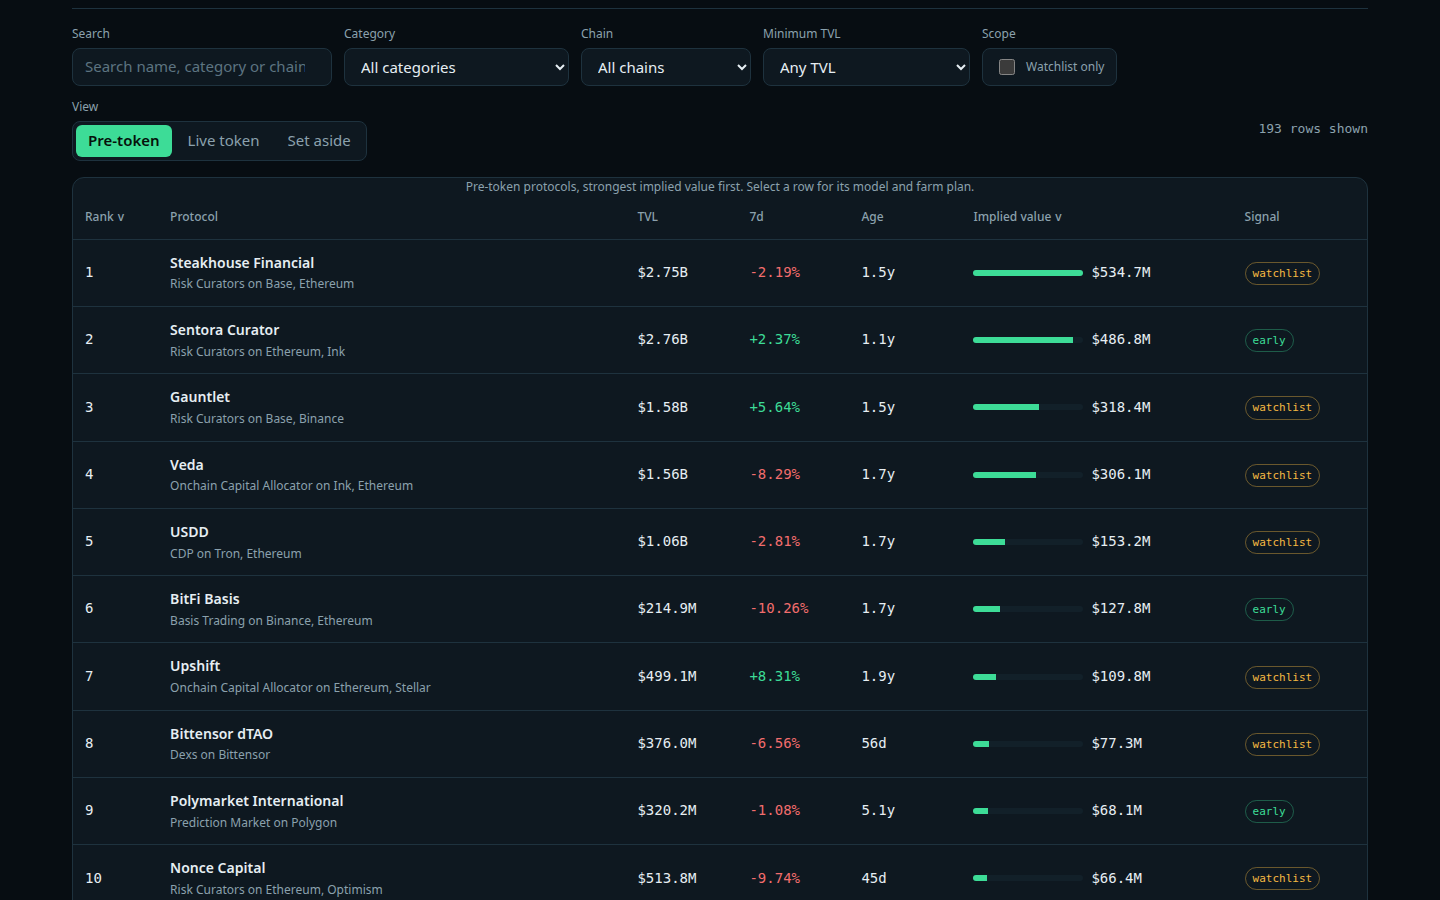 Search
Category
Chain
Minimum TVL
Scope
Search name, category or chain
All categories
All chains
Any TVL
Watchlist only
View
Pre-token Live token Set aside
193 rows shown
Pre-token protocols, strongest implied value first. Select a row for its model and farm plan.
Rank v Protocol TVL 7d Age Implied value v Signal
1 Steakhouse Financial $2.75B -2.19% 1.5y $534.7M watchlist
Risk Curators on Base, Ethereum
2 Sentora Curator $2.76B +2.37% 1.1y $486.8M early
Risk Curators on Ethereum, Ink
3 Gauntlet $1.58B +5.64% 1.5y $318.4M watchlist
Risk Curators on Base, Binance
4 Veda $1.56B -8.29% 1.7y $306.1M watchlist
Onchain Capital Allocator on Ink, Ethereum
5 USDD $1.06B -2.81% 1.7y $153.2M watchlist
CDP on Tron, Ethereum
6 BitFi Basis $214.9M -10.26% 1.7y $127.8M early
Basis Trading on Binance, Ethereum
7 Upshift $499.1M +8.31% 1.9y $109.8M watchlist
Onchain Capital Allocator on Ethereum, Stellar
8 Bittensor dTAO $376.0M -6.56% 56d $77.3M watchlist
Dexs on Bittensor
9 Polymarket International $320.2M -1.08% 5.1y $68.1M early
Prediction Market on Polygon
10 Nonce Capital $513.8M -9.74% 45d $66.4M watchlist
Risk Curators on Ethereum, Optimism